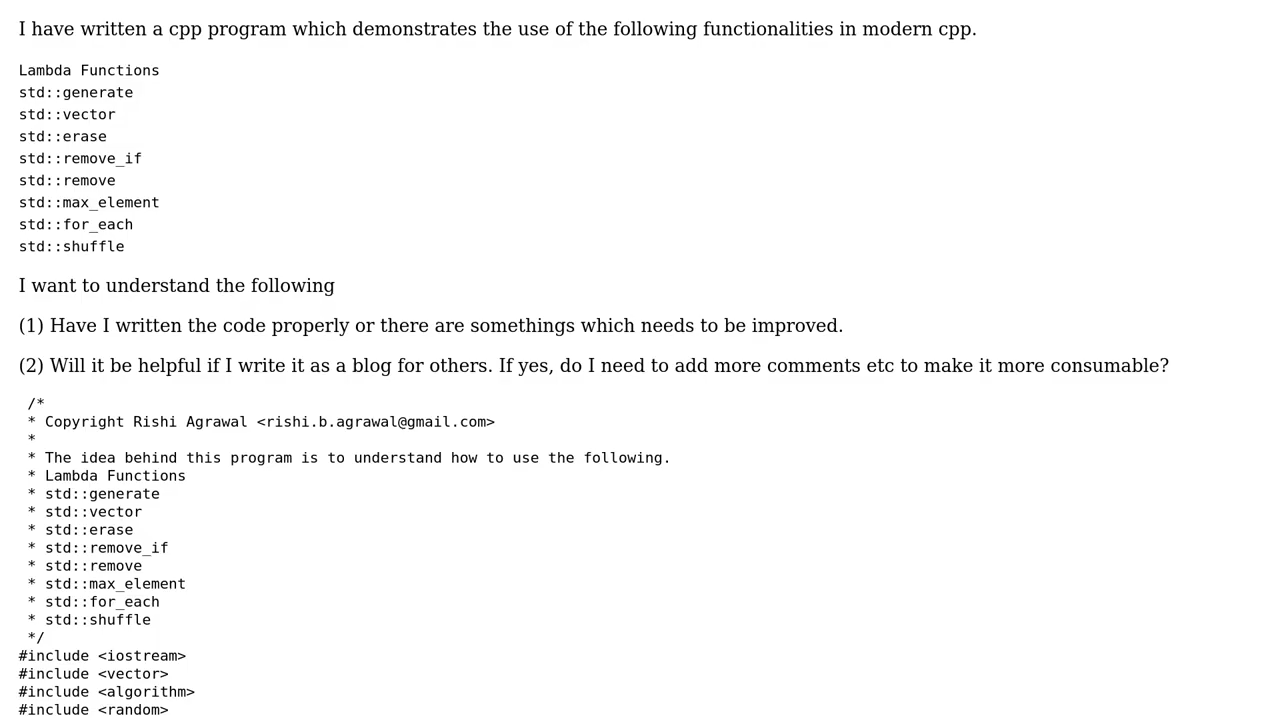 I have written a cpp program which demonstrates the use of the following functionalities in modern cpp.
Lambda Functions
std::generate
std::vector
std::erase
std::remove_if
std::remove
std::max_element
std::for_each
std::shuffle
I want to understand the following
(1) Have I written the code properly or there are somethings which needs to be improved.
(2) Will it be helpful if I write it as a blog for others. If yes, do I need to add more comments etc to make it more consumable?
/*
* Copyright Rishi Agrawal <rishi.b.agrawal@gmail.com>
*
* The idea behind this program is to understand how to use the following.
* Lambda Functions
* std::generate
* std::vector
* std::erase
* std::remove_if
* std::remove
* std::max_element
* std::for_each
* std::shuffle
*/
#include <iostream>
#include <vector>
#include <algorithm>
#include <random>